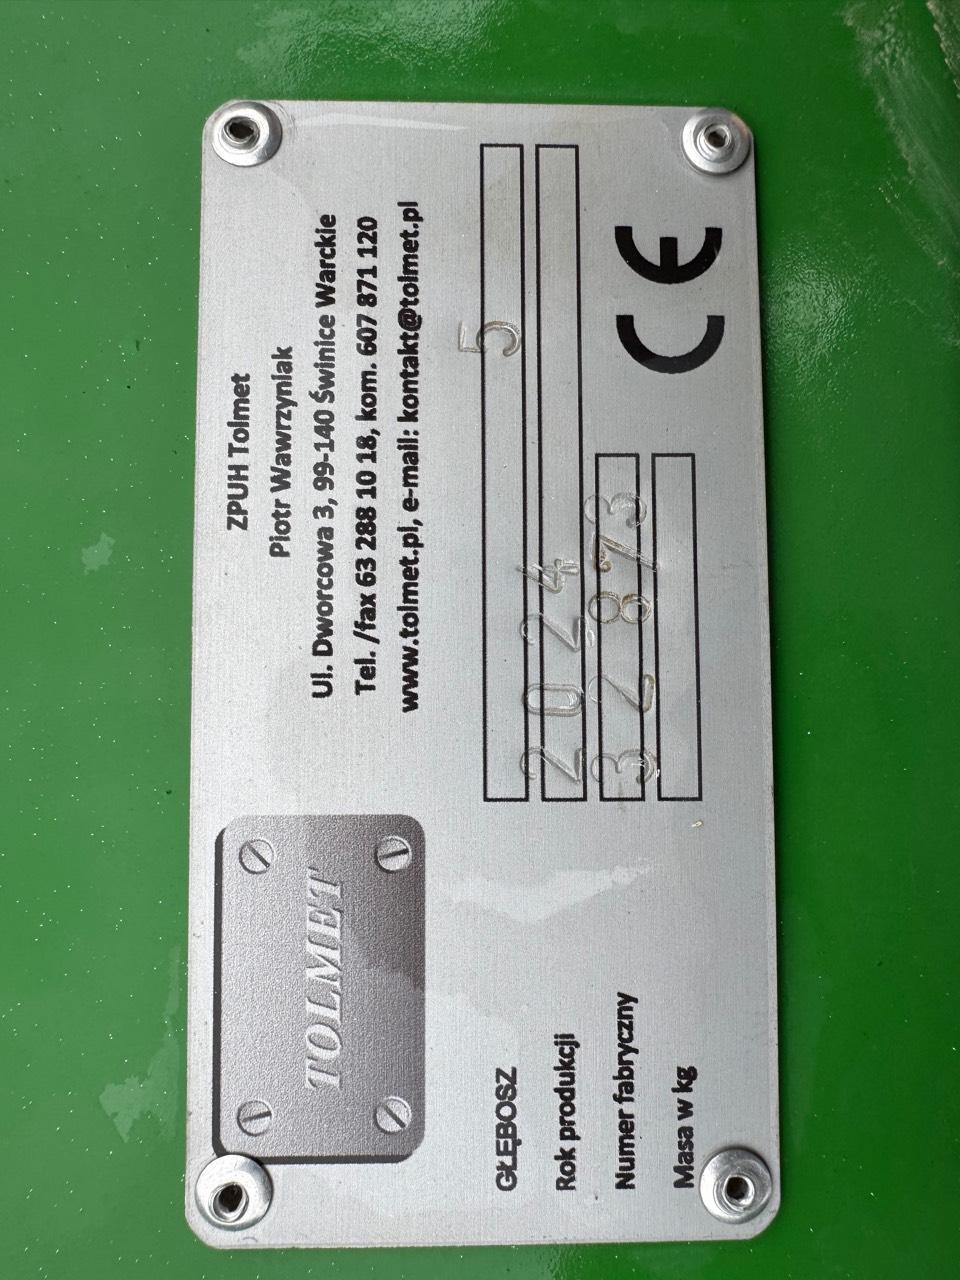 TOLMET
ZPUH Tolmet
Piotr Wawrzyniak
Ul. Dworcowa 3, 99-140 Świnice Warckie
Tel. /fax 63 288 10 18, kom. 607 871 120
www.tolmet.pl, e-mail: kontakt@tolmet.pl
GŁĘBOSZ 5
Rok produkcji 2024
Numer fabryczny 32873
Masa w kg
CE